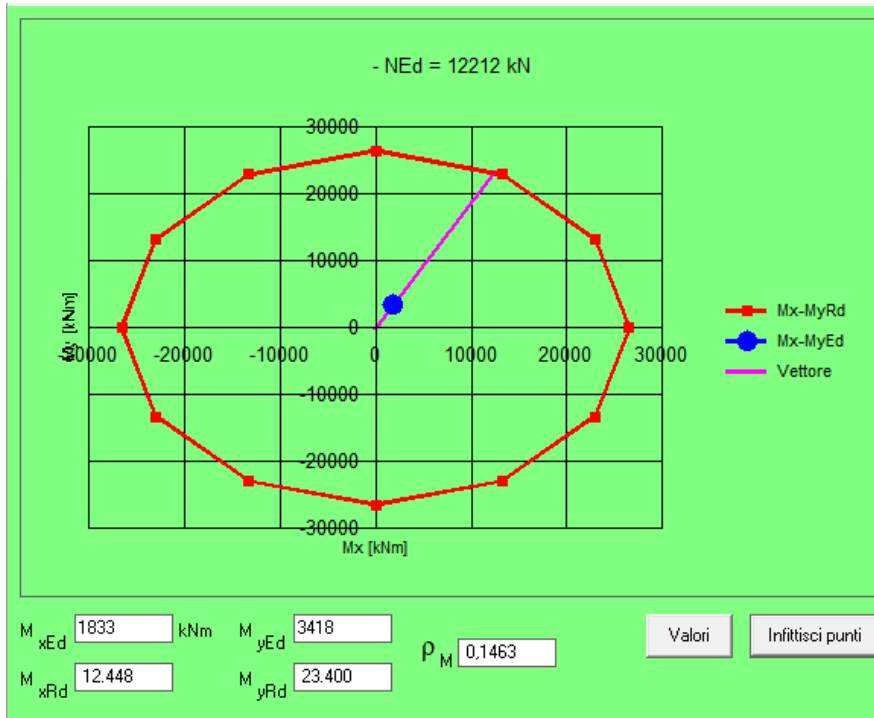 - NEd = 12212 kN
30000
20000
10000
0
-10000
-20000
-30000
-20000
-10000
0
10000
20000
30000
[kNm]
Mx [kNm]
Mx-MyRd
Mx-MyEd
Vettore
M xEd 1833 kNm M yEd 3418
ρ M 0,1463
M xRd 12.448 M yRd 23.400
Valori
Infittisci punti